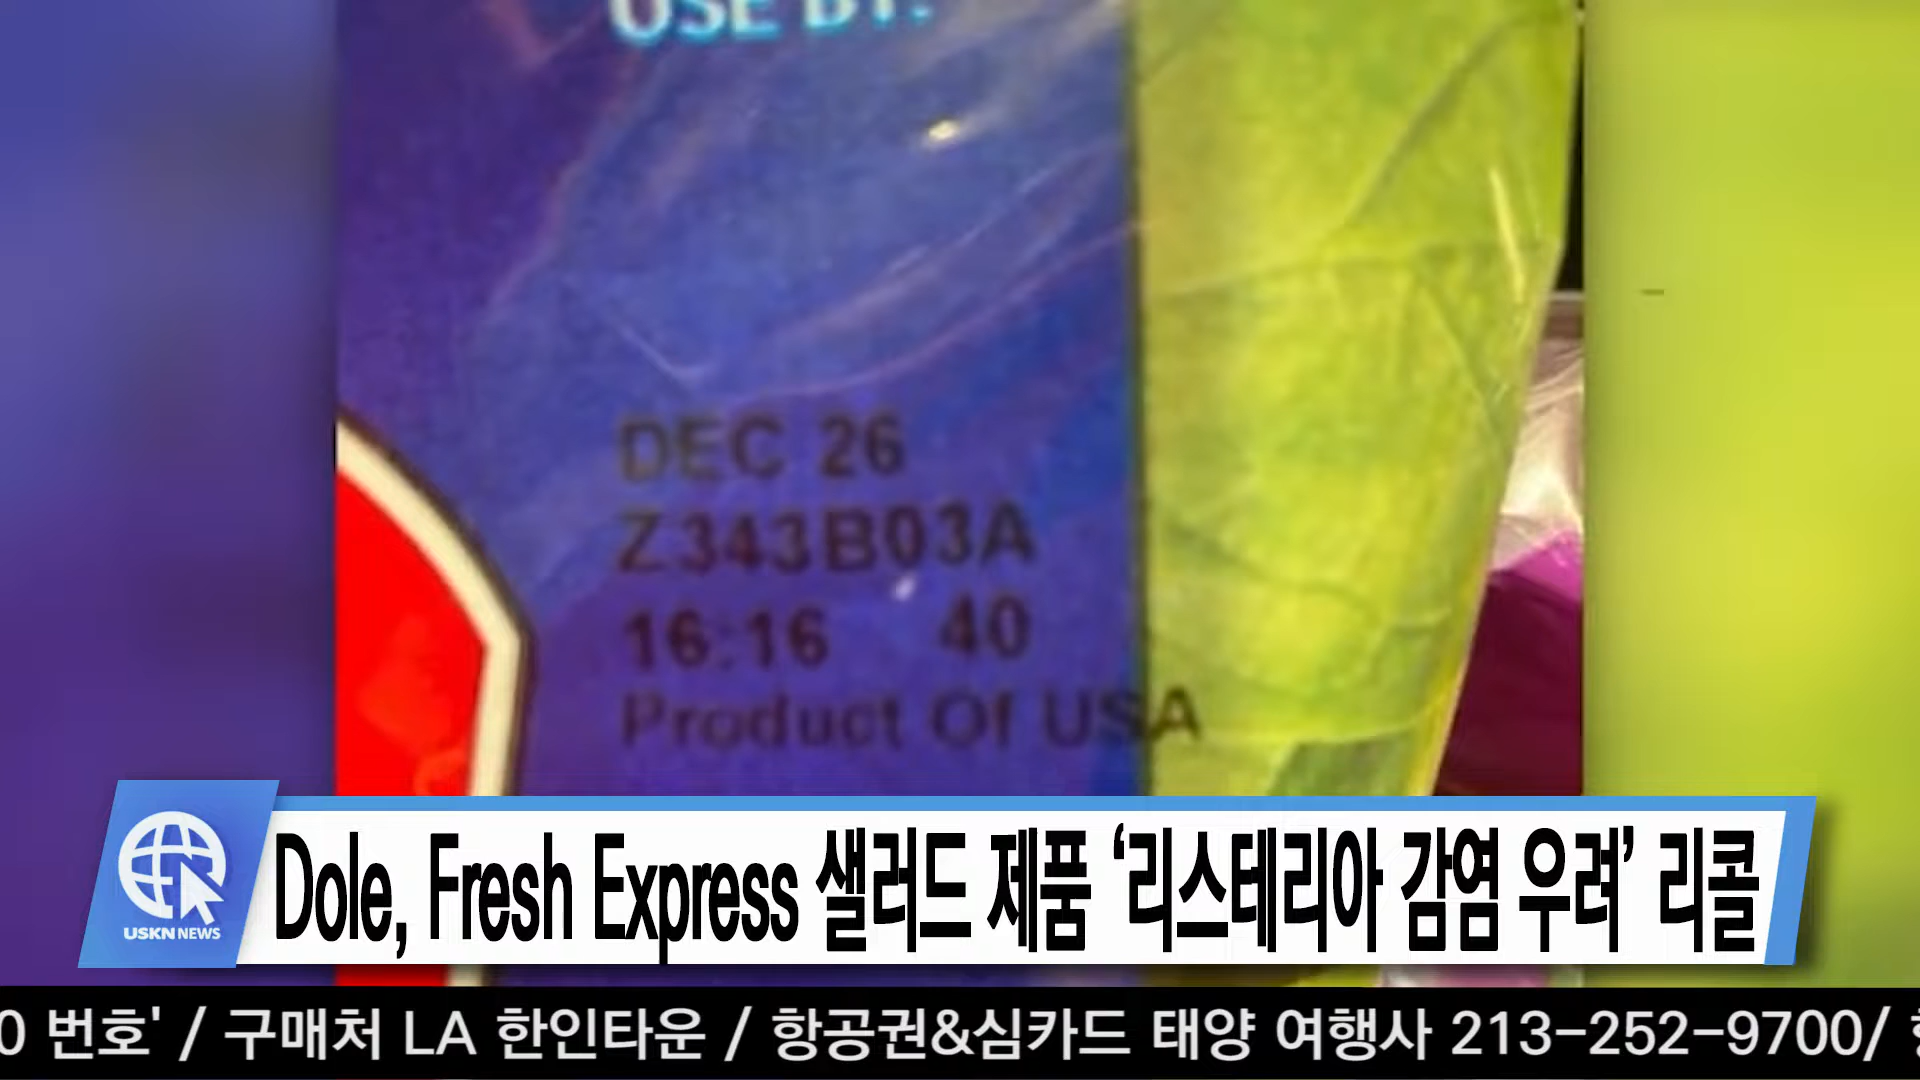 USE BY:
DEC 26
Z343B03A
16:16 40
Product Of USA
Dole, Fresh Express 샐러드 제품 ‘리스테리아 감염 우려’ 리콜
USKN NEWS
0 번호' / 구매처 LA 한인타운 / 항공권&심카드 태양 여행사 213-252-9700/